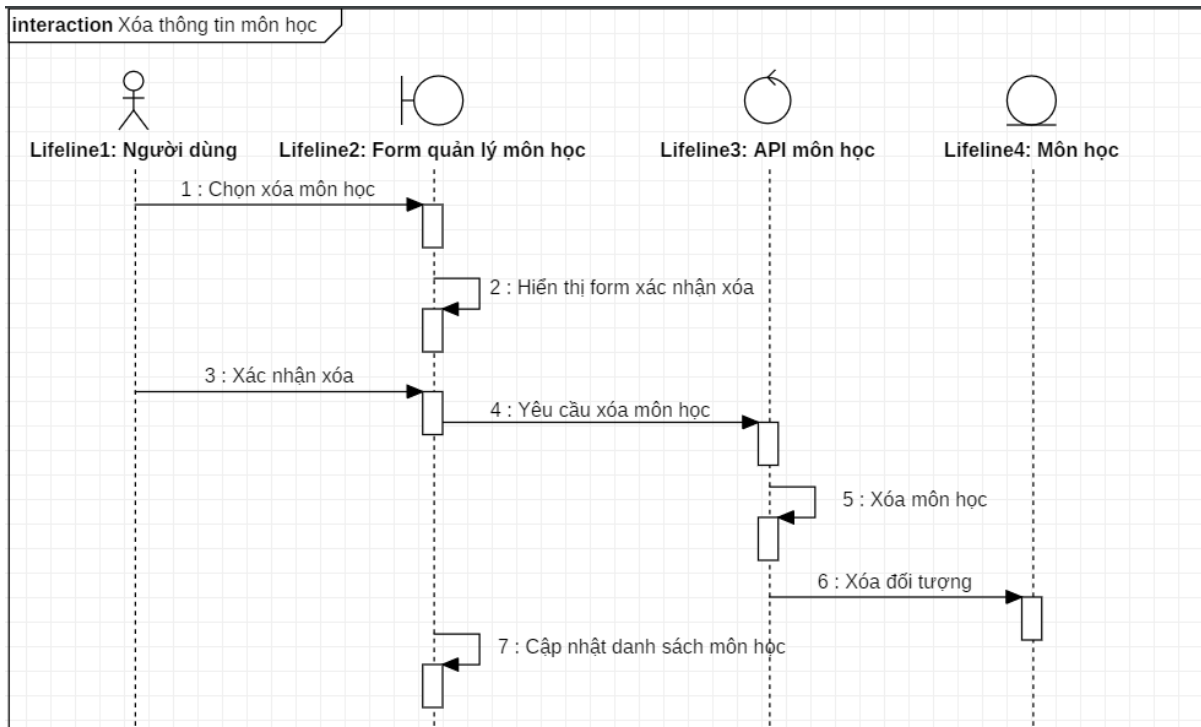 interaction Xóa thông tin môn học
Lifeline1: Người dùng
Lifeline2: Form quản lý môn học
Lifeline3: API môn học
Lifeline4: Môn học
1 : Chọn xóa môn học
2 : Hiển thị form xác nhận xóa
3 : Xác nhận xóa
4 : Yêu cầu xóa môn học
5 : Xóa môn học
6 : Xóa đối tượng
7 : Cập nhật danh sách môn học